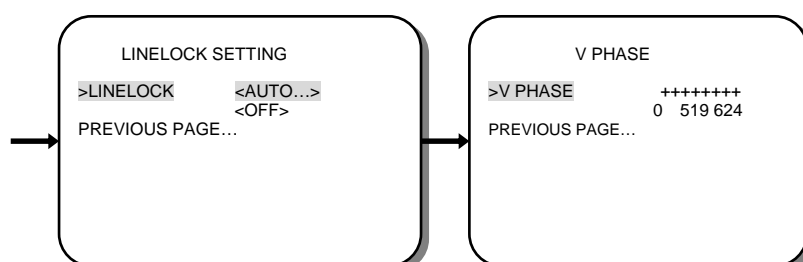 LINELOCK SETTING
>LINELOCK <AUTO...>
<OFF>
PREVIOUS PAGE...
V PHASE
>V PHASE ++++++++
0 519 624
PREVIOUS PAGE...